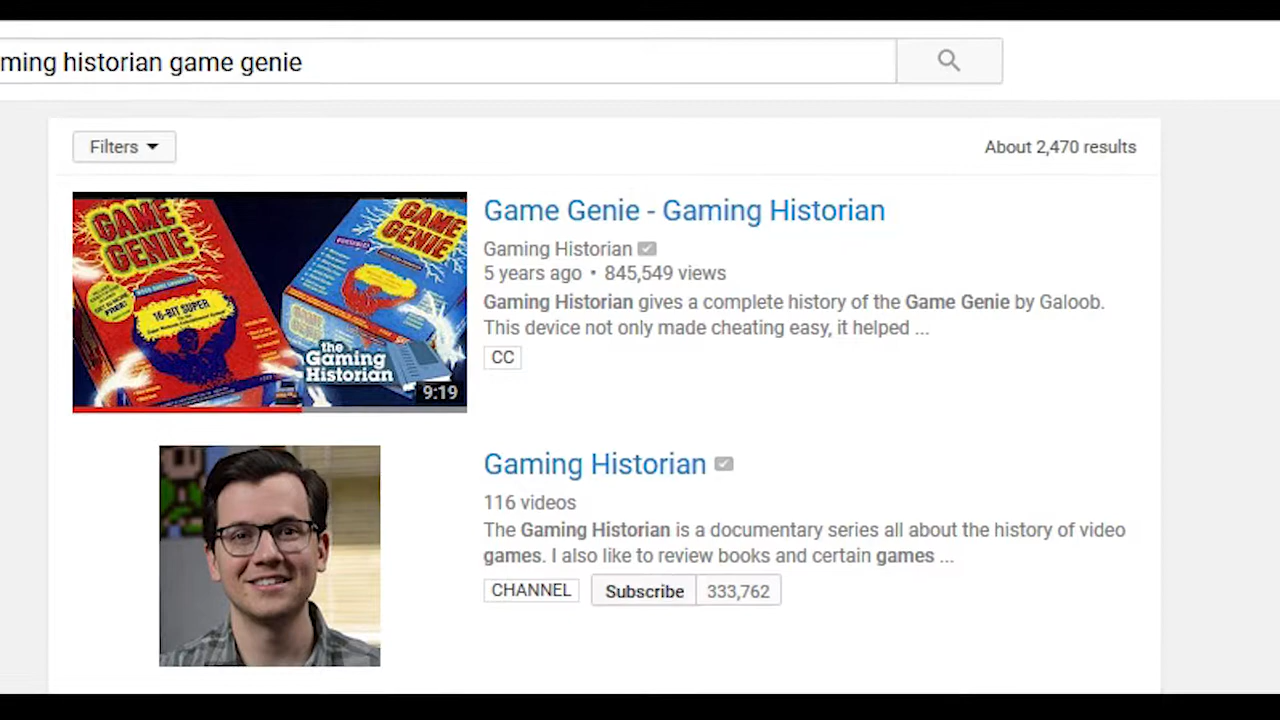 ming historian game genie
Filters
About 2,470 results
GAME GENIE
GAME GENIE
16-BIT SUPER
the Gaming Historian
9:19
Game Genie - Gaming Historian
Gaming Historian
5 years ago • 845,549 views
Gaming Historian gives a complete history of the Game Genie by Galoob.
This device not only made cheating easy, it helped ...
CC
Gaming Historian
116 videos
The Gaming Historian is a documentary series all about the history of video
games. I also like to review books and certain games ...
CHANNEL Subscribe 333,762